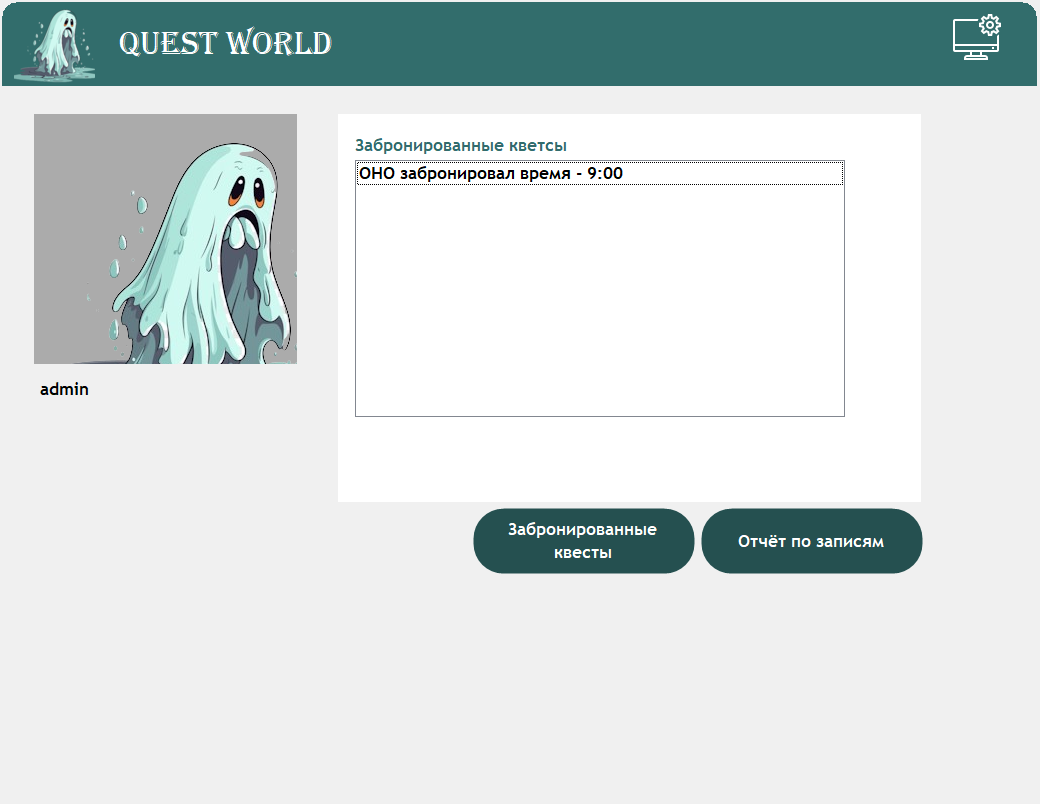 QUEST WORLD
Забронированные кветсы
ОНО забронировал время - 9:00
admin
Забронированные
квесты
Отчёт по записям